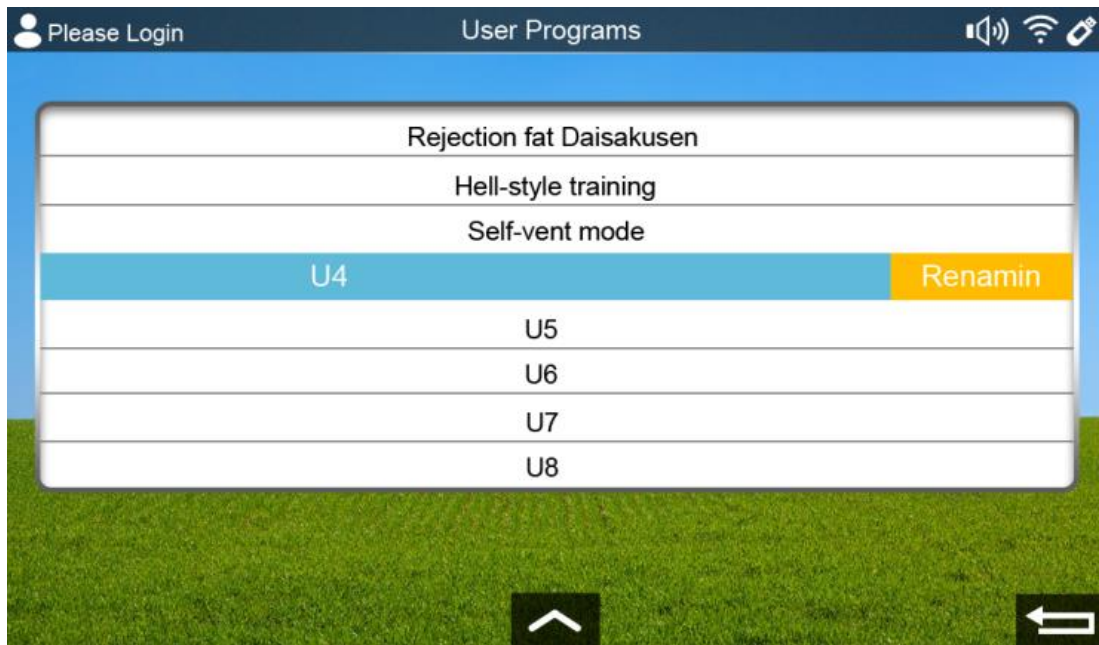 Please Login
User Programs
Rejection fat Daisakusen
Hell-style training
Self-vent mode
U4
Renamin
U5
U6
U7
U8